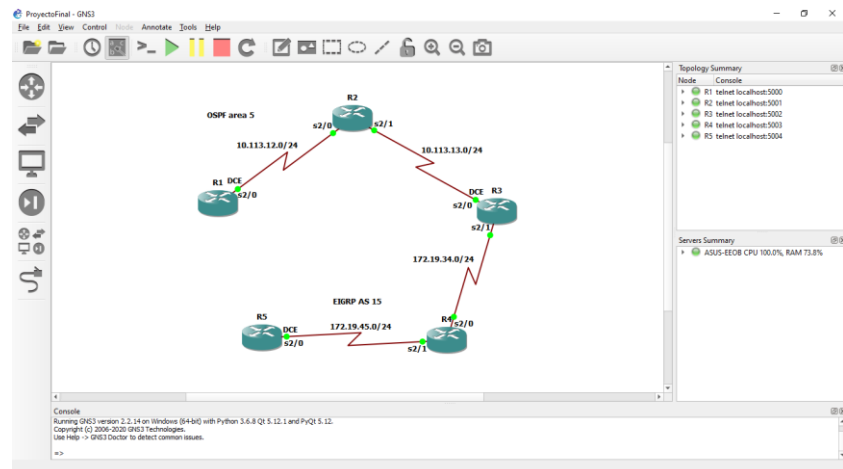 ProyectoFinal - GNS3
File Edit View Control Node Annotate Tools Help
Topology Summary
Node Console
R1 telnet localhost:5000
R2 telnet localhost:5001
R3 telnet localhost:5002
R4 telnet localhost:5003
R5 telnet localhost:5004
Servers Summary
ASUS-EEOB CPU 100.0%, RAM 73.8%
R2
OSPF area 5
s2/0
s2/1
10.113.12.0/24
10.113.13.0/24
R1 DCE
s2/0
DCE R3
s2/0
s2/1
172.19.34.0/24
EIGRP AS 15
R5
DCE
172.19.45.0/24
R4
s2/0
s2/0
s2/1
Console
Running GNS3 version 2.2.14 on Windows (64-bit) with Python 3.6.8 Qt 5.12.1 and PyQt 5.12.
Copyright (c) 2006-2020 GNS3 Technologies.
Use Help -> GNS3 Doctor to detect common issues.
=>